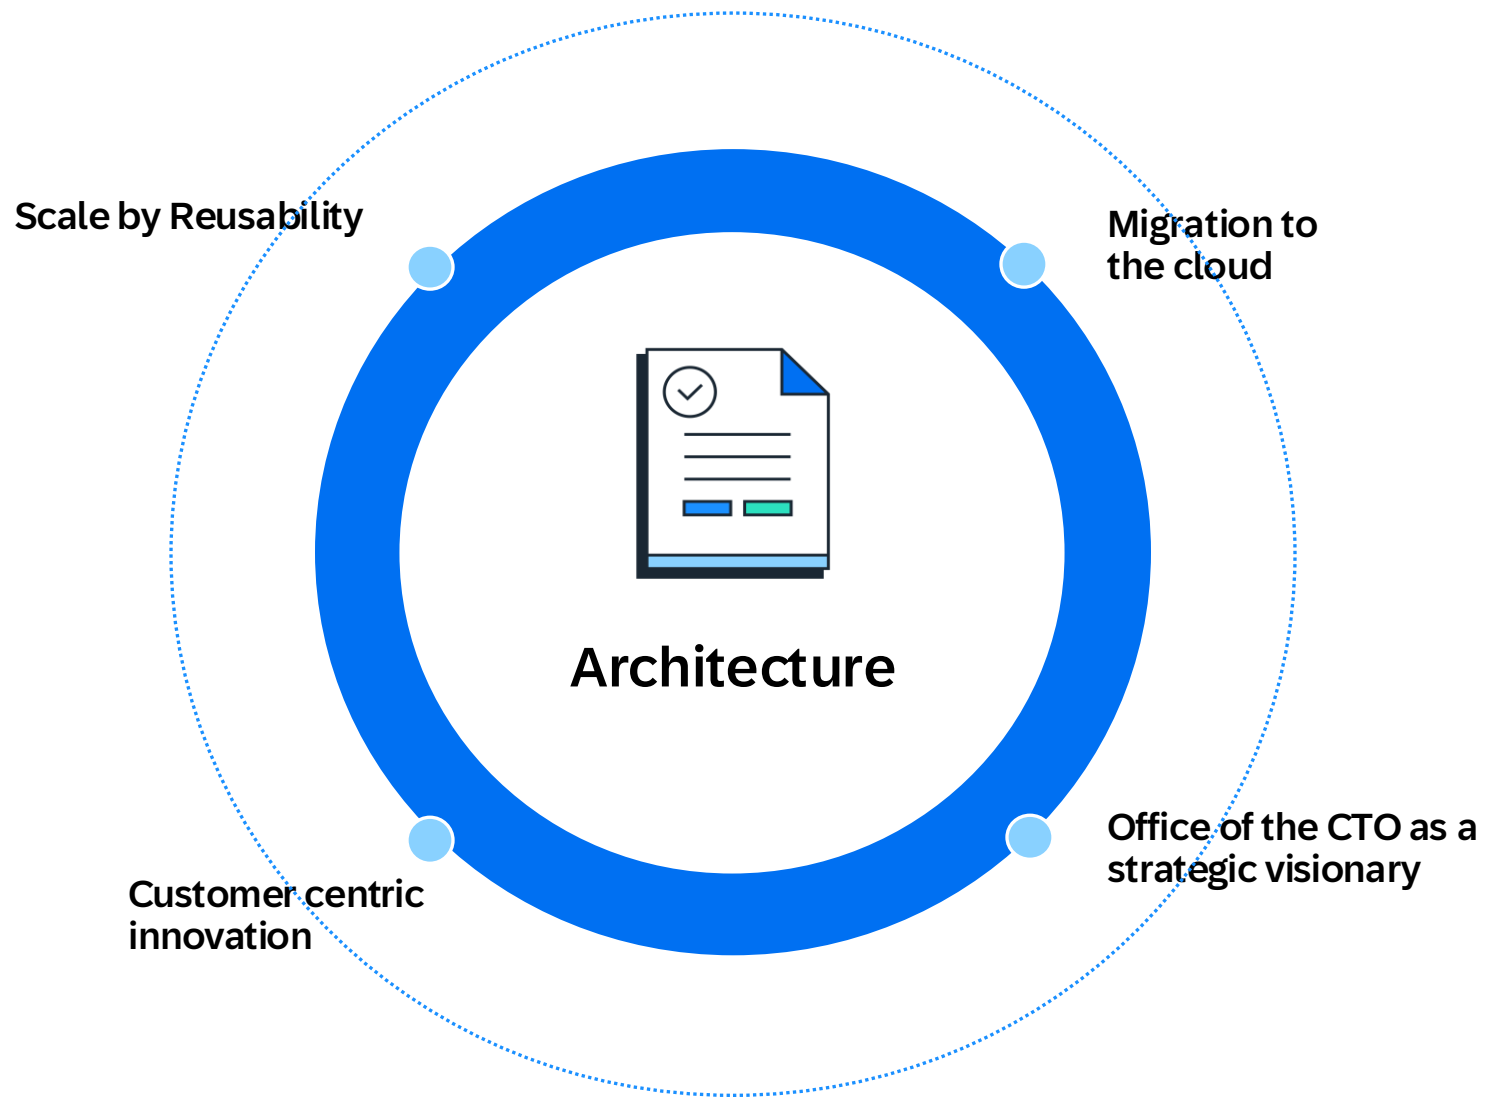 Scale by Reusability
Migration to
the cloud
Architecture
Office of the CTO as a
strategic visionary
Customer centric
innovation